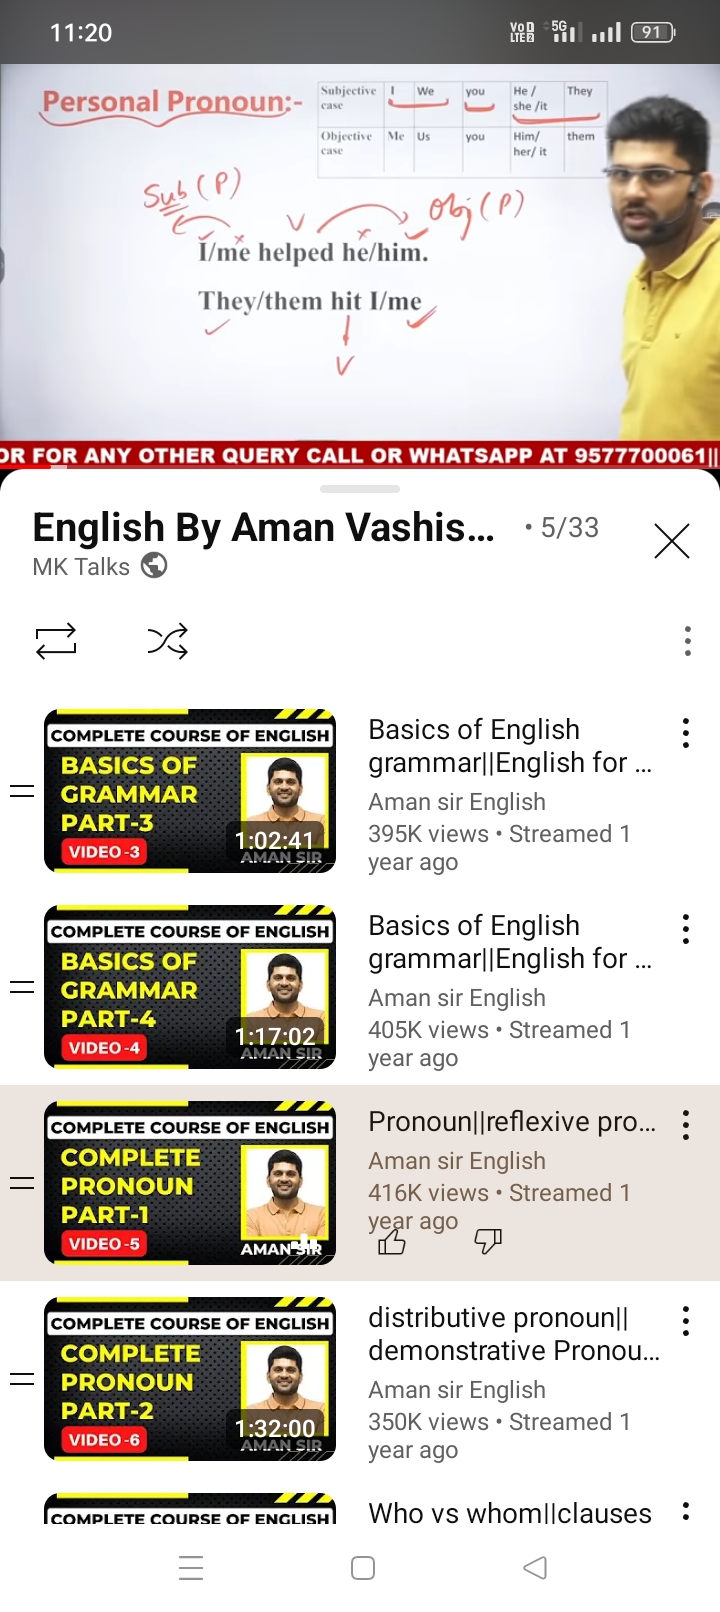 11:20
Vo D
LTE 2
5G
91
Personal Pronoun:-
Subjective case I We you He / she /it They
Objective case Me Us you Him/ her/ it them
Sub(P)
V
Obj(P)
I/me helped he/him.
They/them hit I/me
V
OR FOR ANY OTHER QUERY CALL OR WHATSAPP AT 9577700061||
English By Aman Vashis... • 5/33
MK Talks
COMPLETE COURSE OF ENGLISH
BASICS OF
GRAMMAR
PART-3
VIDEO -3
1:02:41
AMAN SIR
Basics of English
grammar||English for ...
Aman sir English
395K views • Streamed 1
year ago
COMPLETE COURSE OF ENGLISH
BASICS OF
GRAMMAR
PART-4
VIDEO -4
1:17:02
AMAN SIR
Basics of English
grammar||English for ...
Aman sir English
405K views • Streamed 1
year ago
COMPLETE COURSE OF ENGLISH
COMPLETE
PRONOUN
PART-1
VIDEO -5
AMAN SIR
Pronoun||reflexive pro...
Aman sir English
416K views • Streamed 1
year ago
COMPLETE COURSE OF ENGLISH
COMPLETE
PRONOUN
PART-2
VIDEO -6
1:32:00
AMAN SIR
distributive pronoun||
demonstrative Pronou...
Aman sir English
350K views • Streamed 1
year ago
COMPLETE COURSE OF ENGLISH
Who vs whom||clauses